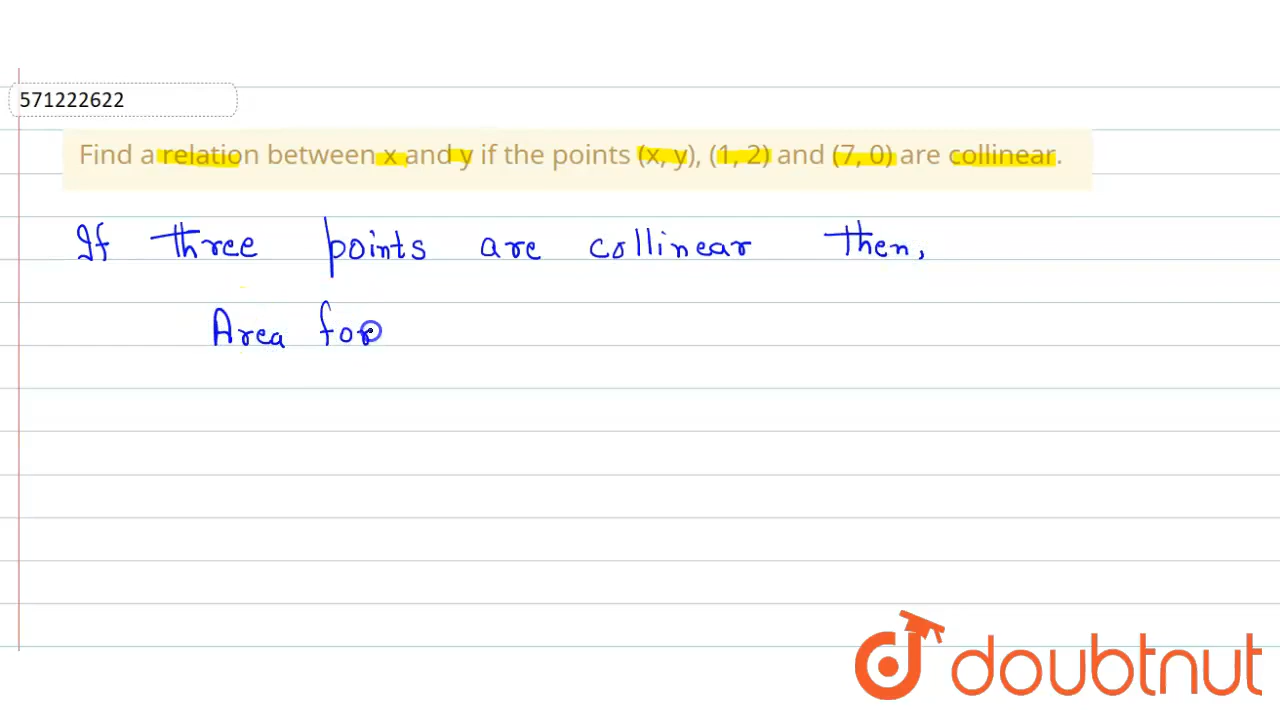 571222622
Find a relation between x and y if the points (x, y), (1, 2) and (7, 0) are collinear.
If three points are collinear then,
Area for
doubtnut